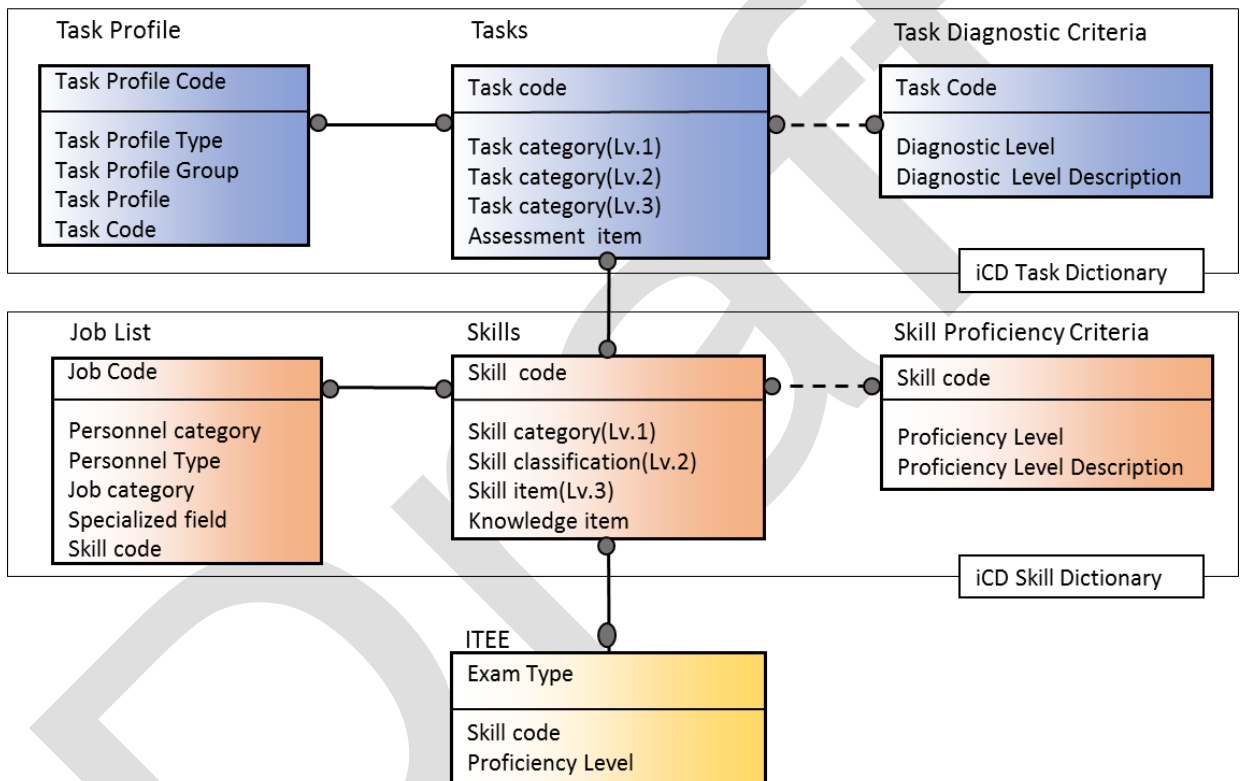 Task Profile
Task Profile Code
Task Profile Type
Task Profile Group
Task Profile
Task Code
Tasks
Task code
Task category(Lv.1)
Task category(Lv.2)
Task category(Lv.3)
Assessment item
Task Diagnostic Criteria
Task Code
Diagnostic Level
Diagnostic Level Description
iCD Task Dictionary
Job List
Job Code
Personnel category
Personnel Type
Job category
Specialized field
Skill code
Skills
Skill code
Skill category(Lv.1)
Skill classification(Lv.2)
Skill item(Lv.3)
Knowledge item
Skill Proficiency Criteria
Skill code
Proficiency Level
Proficiency Level Description
iCD Skill Dictionary
ITEE
Exam Type
Skill code
Proficiency Level
Draft